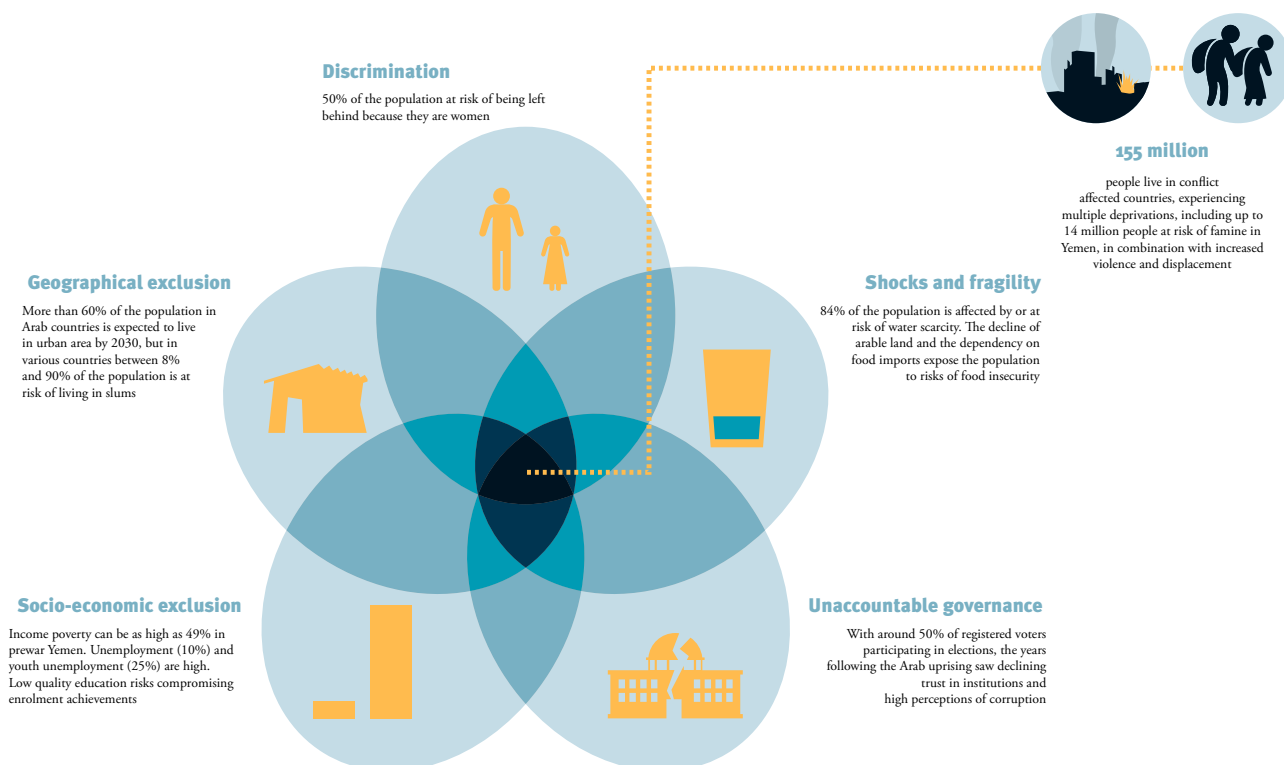 Discrimination
50% of the population at risk of being left
behind because they are women
155 million
people live in conflict
affected countries, experiencing
multiple deprivations, including up to
14 million people at risk of famine in
Yemen, in combination with increased
violence and displacement
Geographical exclusion
More than 60% of the population in
Arab countries is expected to live
in urban area by 2030, but in
various countries between 8%
and 90% of the population is at
risk of living in slums
Shocks and fragility
84% of the population is affected by or at
risk of water scarcity. The decline of
arable land and the dependency on
food imports expose the population
to risks of food insecurity
Socio-economic exclusion
Income poverty can be as high as 49% in
prewar Yemen. Unemployment (10%) and
youth unemployment (25%) are high.
Low quality education risks compromising
enrolment achievements
Unaccountable governance
With around 50% of registered voters
participating in elections, the years
following the Arab uprising saw declining
trust in institutions and
high perceptions of corruption